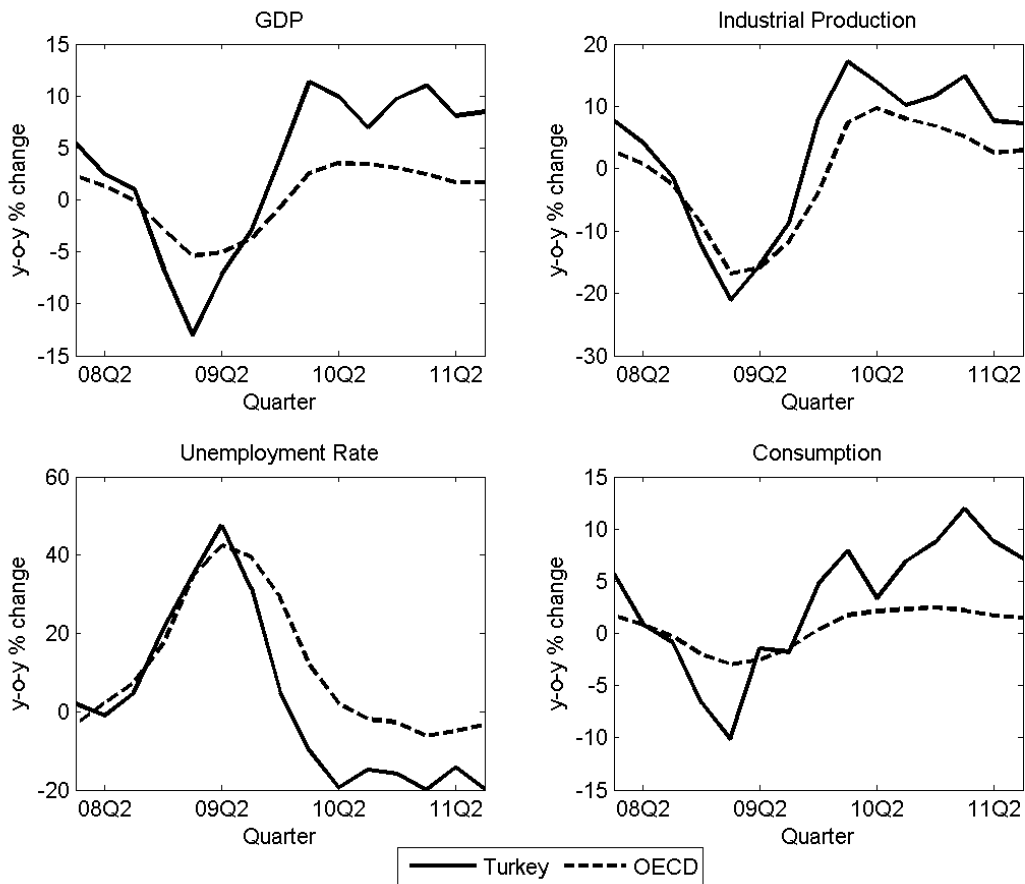 GDP
15
10
5
0
-5
-10
-15
y-o-y % change
08Q2 09Q2 10Q2 11Q2
Quarter
Industrial Production
20
10
0
-10
-20
-30
y-o-y % change
08Q2 09Q2 10Q2 11Q2
Quarter
Unemployment Rate
60
40
20
0
-20
y-o-y % change
08Q2 09Q2 10Q2 11Q2
Quarter
Consumption
15
10
5
0
-5
-10
-15
y-o-y % change
08Q2 09Q2 10Q2 11Q2
Quarter
Turkey OECD